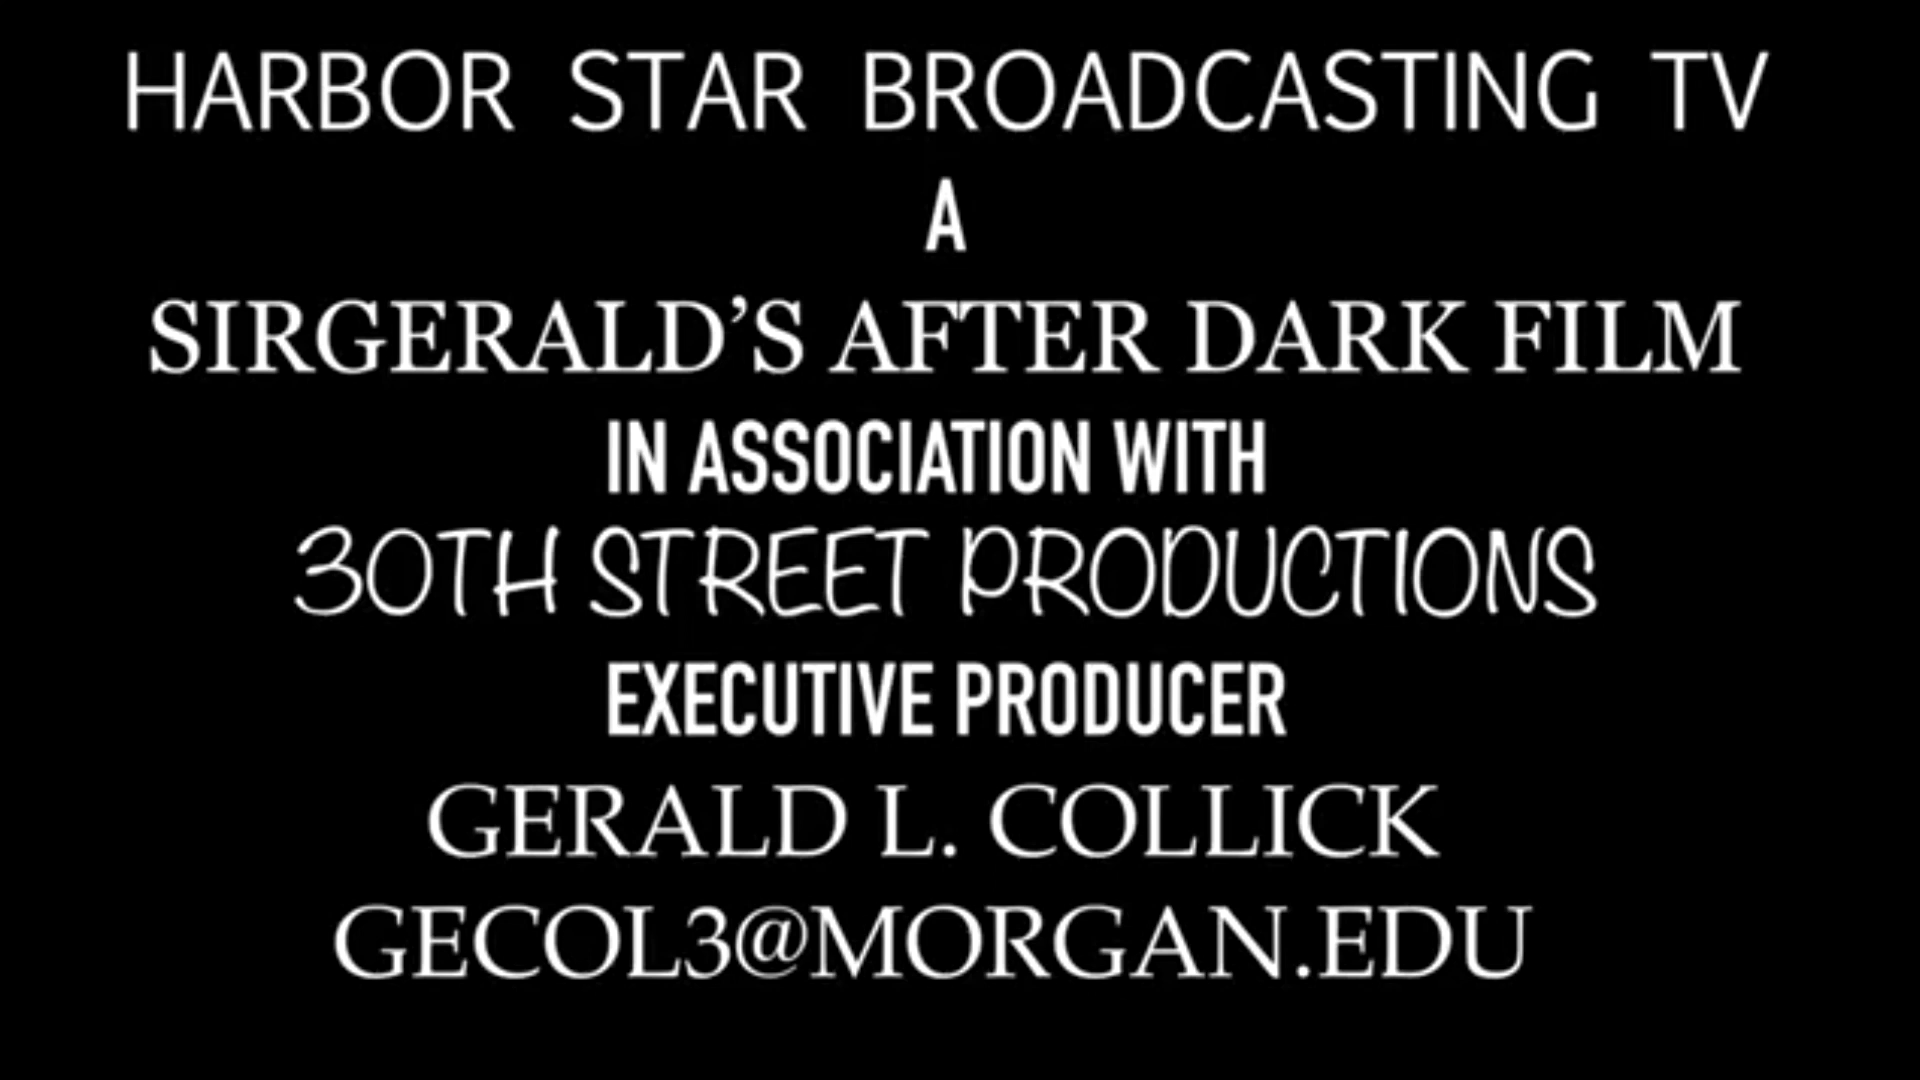 HARBOR STAR BROADCASTING TV
A
SIRGERALD’S AFTER DARK FILM
IN ASSOCIATION WITH
30TH STREET PRODUCTIONS
EXECUTIVE PRODUCER
GERALD L. COLLICK
GECOL3@MORGAN.EDU